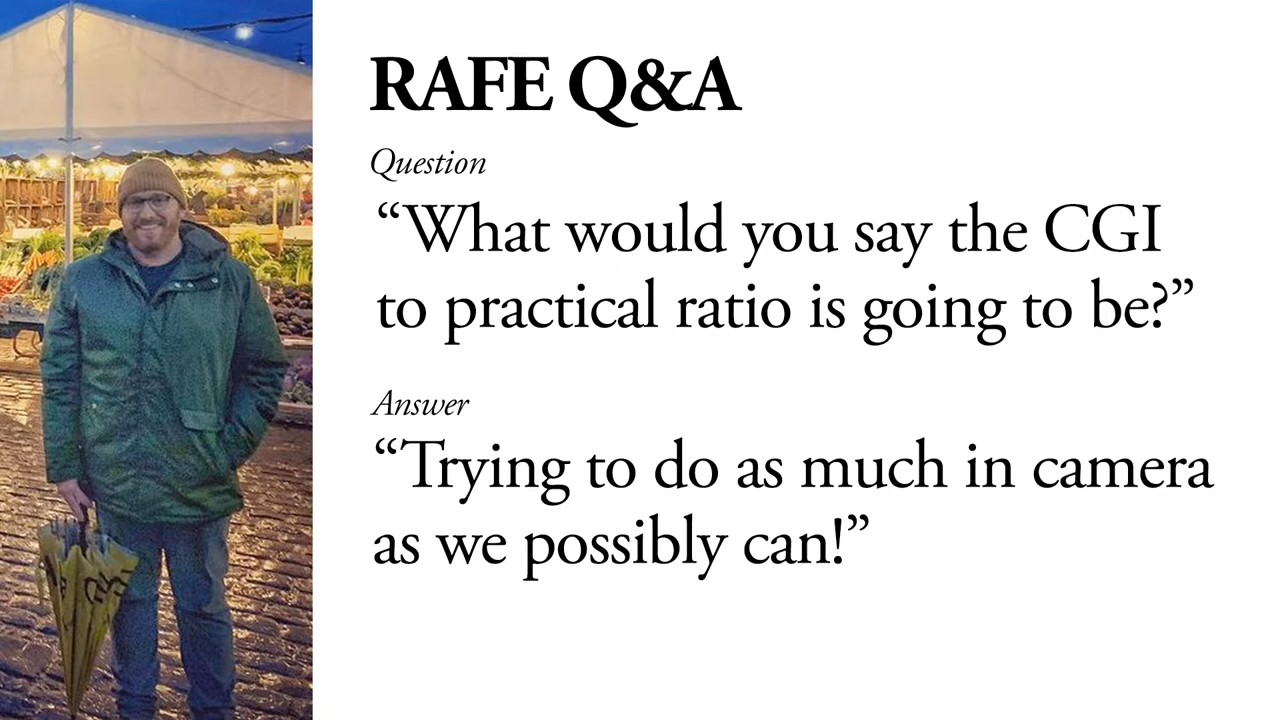 RAFE Q&A
Question
“What would you say the CGI
to practical ratio is going to be?”
Answer
“Trying to do as much in camera
as we possibly can!”